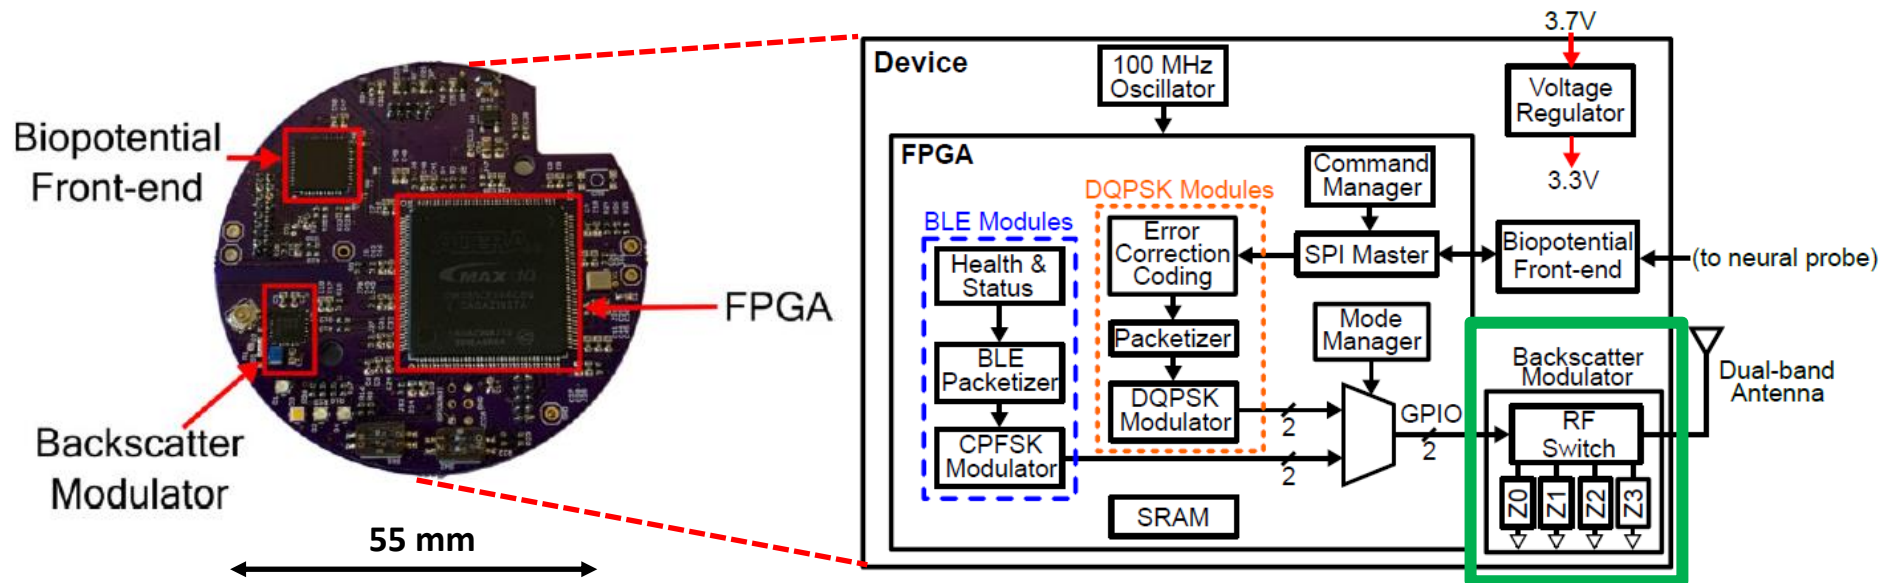 Biopotential
Front-end
FPGA
Backscatter
Modulator
55 mm
MAX 10
3.7V
Device
100 MHz
Oscillator
Voltage
Regulator
3.3V
FPGA
Command
Manager
DQPSK Modules
BLE Modules
Error
Correction
Coding
SPI Master
Biopotential
Front-end
(to neural probe)
Health &
Status
Packetizer
Mode
Manager
BLE
Packetizer
DQPSK
Modulator
2
GPIO
2
CPFSK
Modulator
2
SRAM
Backscatter
Modulator
RF
Switch
Z0
Z1
Z2
Z3
Dual-band
Antenna